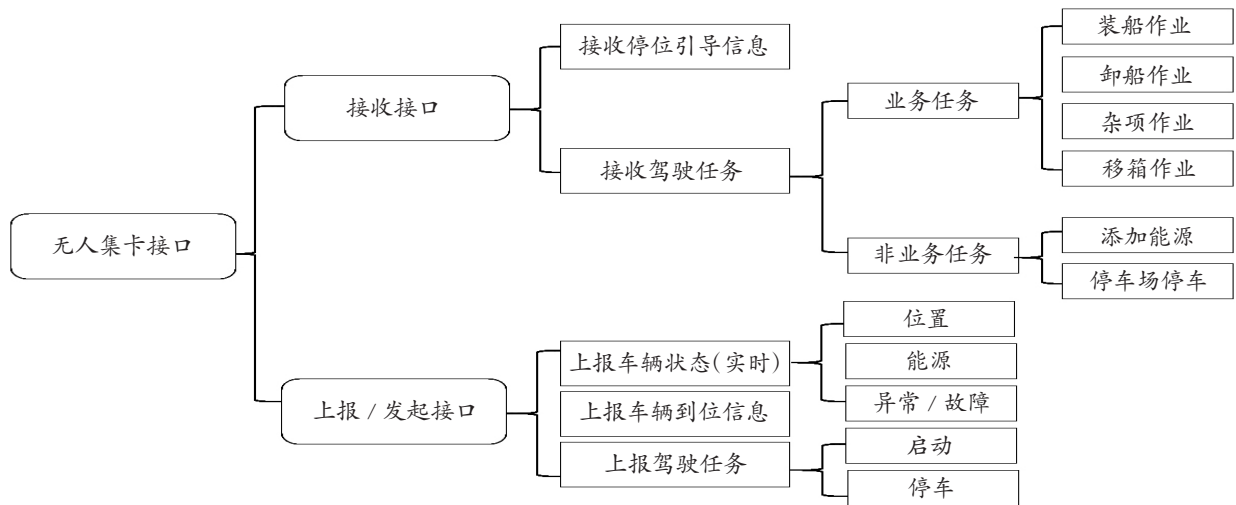 无人集卡接口
接收接口
接收停位引导信息
接收驾驶任务
业务任务
装船作业
卸船作业
杂项作业
移箱作业
非业务任务
添加能源
停车场停车
上报/发起接口
上报车辆状态(实时)
位置
能源
异常/故障
上报车辆到位信息
上报驾驶任务
启动
停车